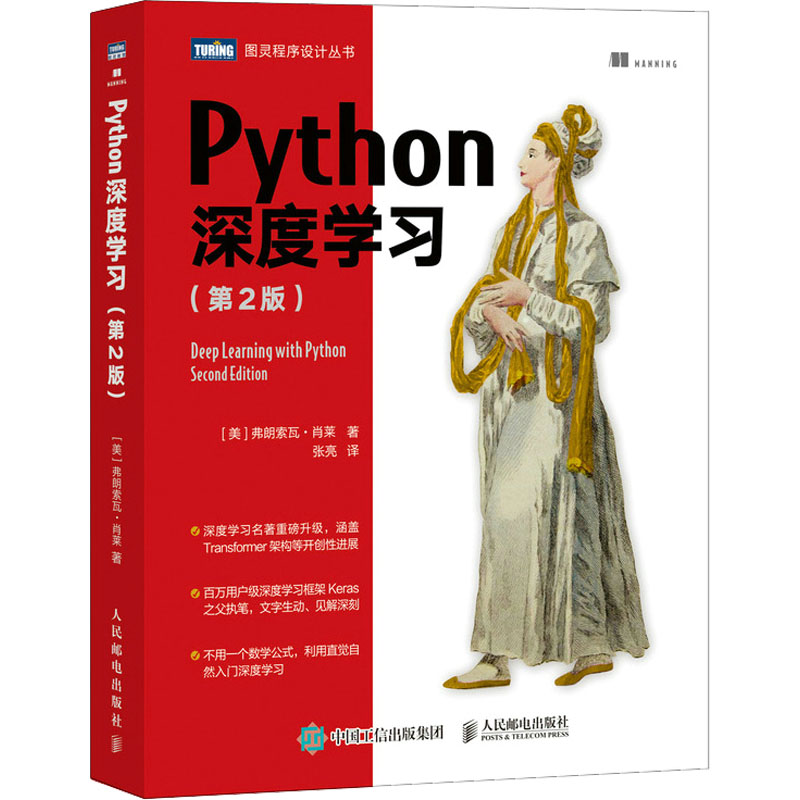 TURING
图灵程序设计丛书
MANNING
Python
深度学习
(第2版)
Deep Learning with Python
Second Edition
[美]弗朗索瓦·肖莱 著
张亮 译
深度学习名著重磅升级，涵盖
Transformer 架构等开创性进展
百万用户级深度学习框架 Keras
之父执笔，文字生动、见解深刻
不用一个数学公式，利用直觉自
然入门深度学习
中国工信出版集团
人民邮电出版社
POSTS & TELECOM PRESS
TURING
MANNING
Python 深度学习 (第2版)
[美]弗朗索瓦·肖莱 著
人民邮电出版社